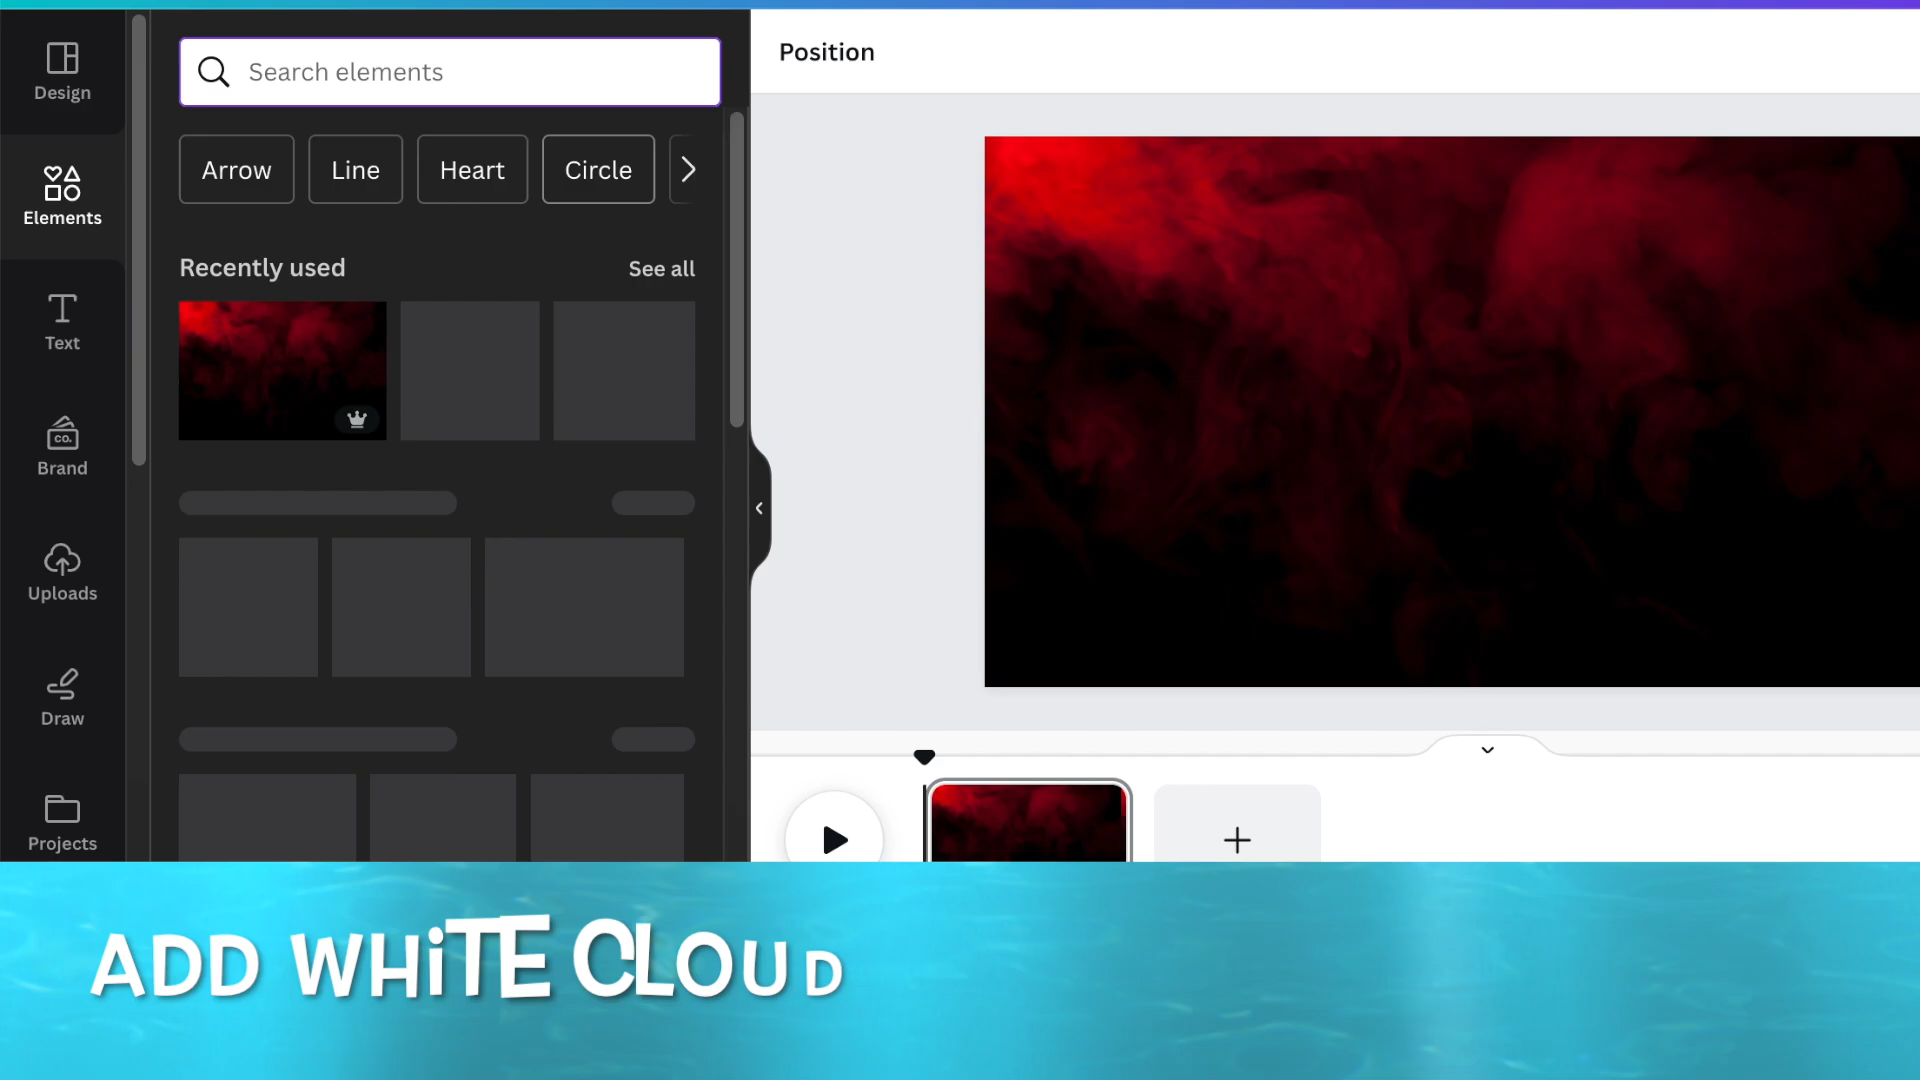 Design
Elements
Text
CO.
Brand
Uploads
Draw
Projects
Search elements
Arrow
Line
Heart
Circle
Recently used
See all
Position
ADD WHiTE CLOUD